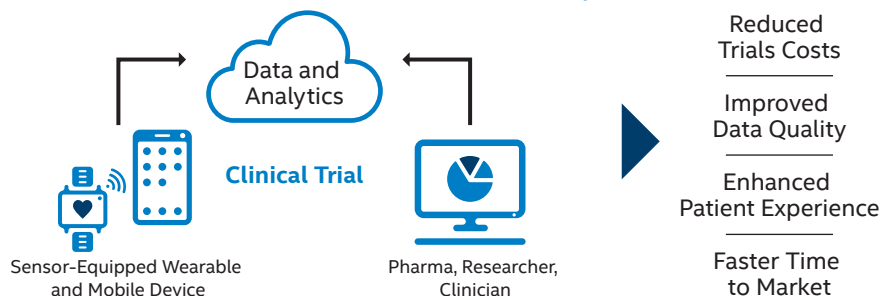 Data and
Analytics
Clinical Trial
Sensor-Equipped Wearable
and Mobile Device
Pharma, Researcher,
Clinician
Reduced
Trials Costs
Improved
Data Quality
Enhanced
Patient Experience
Faster Time
to Market